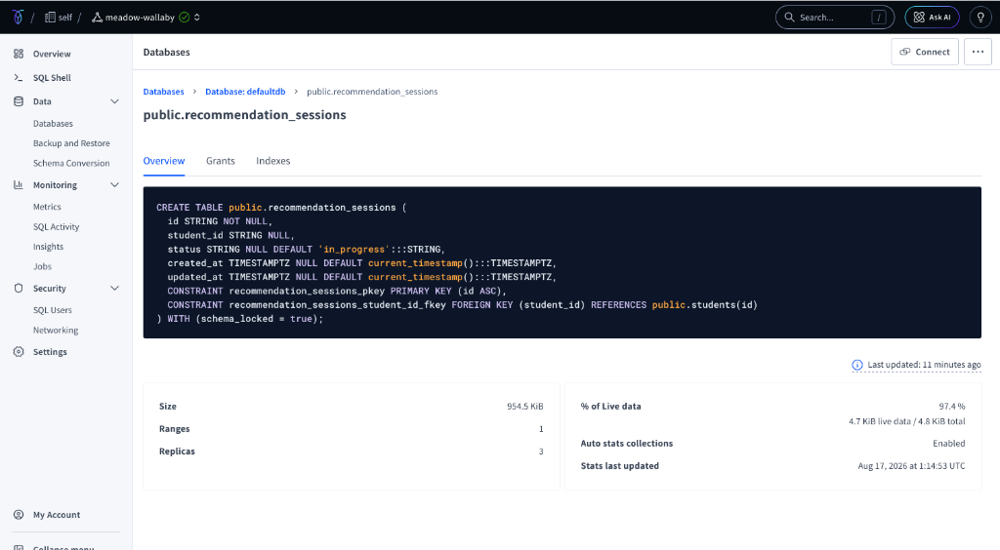 / self / meadow-wallaby
Search... /
Ask AI
Overview
SQL Shell
Data
Databases
Backup and Restore
Schema Conversion
Monitoring
Metrics
SQL Activity
Insights
Jobs
Security
SQL Users
Networking
Settings
My Account
Collapse menu
Databases
Connect
Databases > Database: defaultdb > public.recommendation_sessions
public.recommendation_sessions
Overview Grants Indexes
CREATE TABLE public.recommendation_sessions (
id STRING NOT NULL,
student_id STRING NULL,
status STRING NULL DEFAULT 'in_progress':::STRING,
created_at TIMESTAMPTZ NULL DEFAULT current_timestamp():::TIMESTAMPTZ,
updated_at TIMESTAMPTZ NULL DEFAULT current_timestamp():::TIMESTAMPTZ,
CONSTRAINT recommendation_sessions_pkey PRIMARY KEY (id ASC),
CONSTRAINT recommendation_sessions_student_id_fkey FOREIGN KEY (student_id) REFERENCES public.students(id)
) WITH (schema_locked = true);
Last updated: 11 minutes ago
Size 954.5 KiB
Ranges 1
Replicas 3
% of Live data 97.4 %
4.7 KiB live data / 4.8 KiB total
Auto stats collections Enabled
Stats last updated Aug 17, 2026 at 1:14:53 UTC